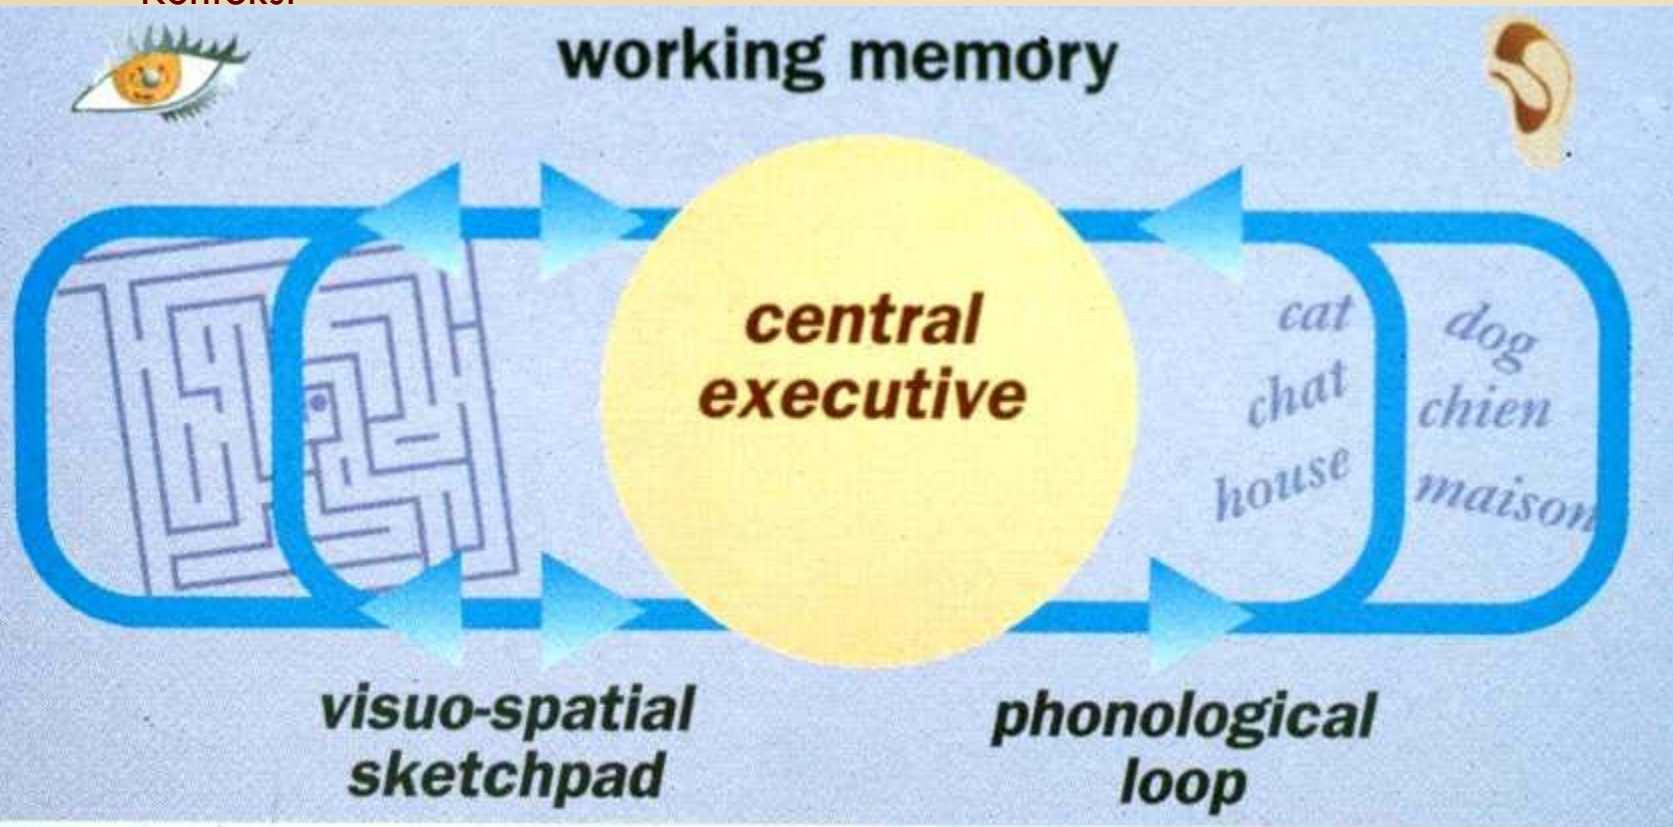 working memory
central
executive
cat
chat
house
dog
chien
maison
visuo-spatial
sketchpad
phonological
loop